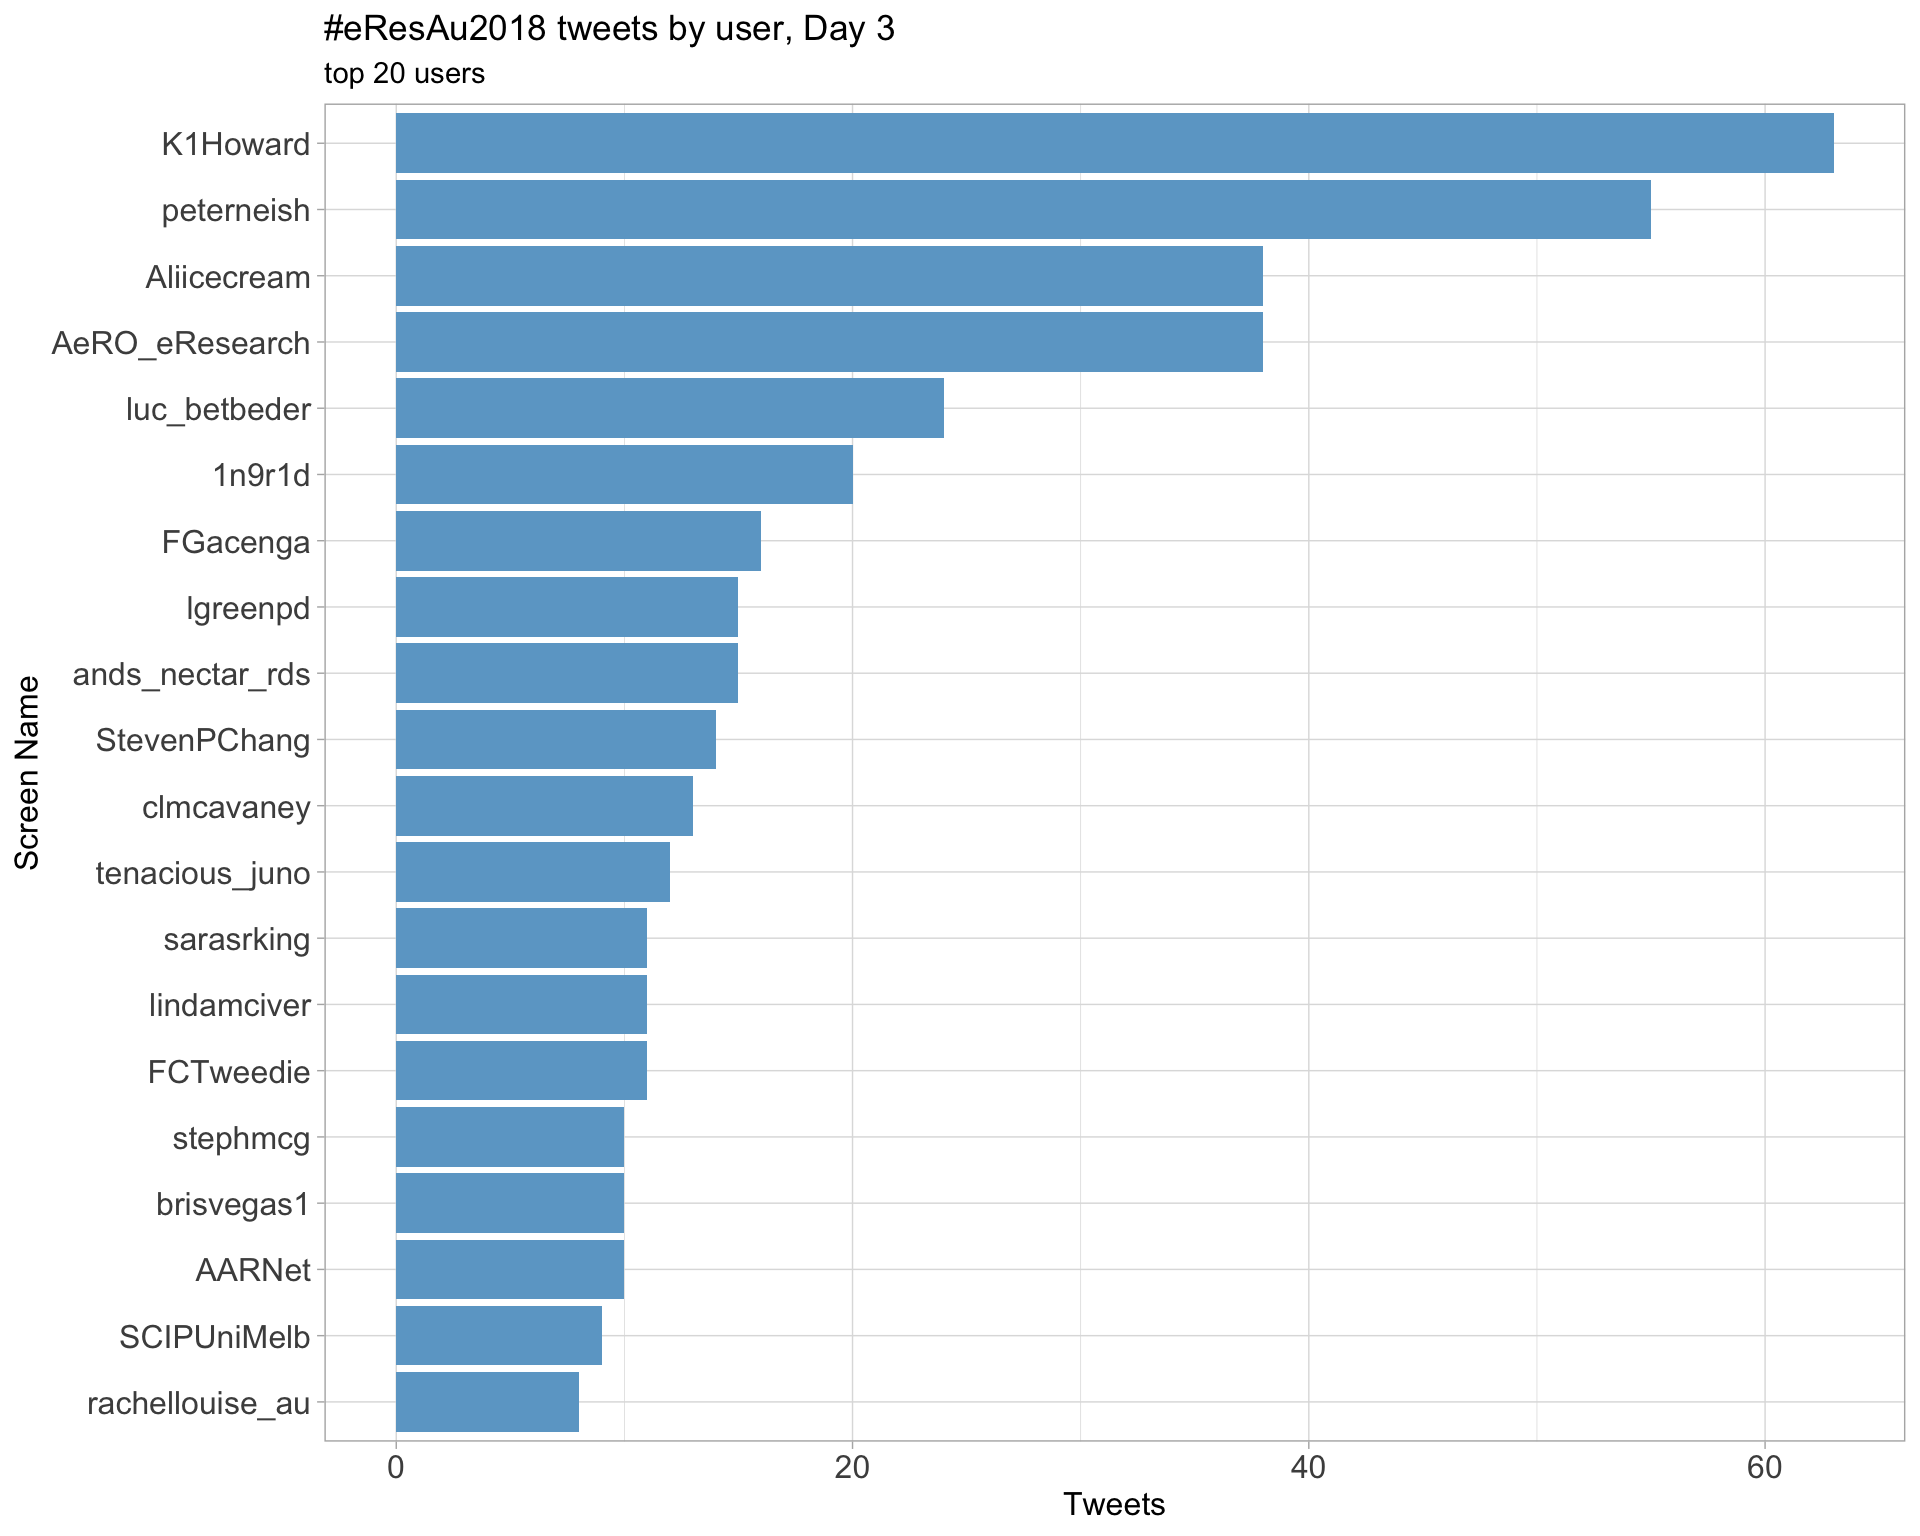 #eResAu2018 tweets by user, Day 3
top 20 users
Screen Name
K1Howard
peterneish
Aliicecream
AeRO_eResearch
luc_betbeder
1n9r1d
FGacenga
lgreenpd
ands_nectar_rds
StevenPChang
clmcavaney
tenacious_juno
sarasrking
lindamciver
FCTweedie
stephmcg
brisvegas1
AARNet
SCIPUniMelb
rachellouise_au
0 20 40 60
Tweets